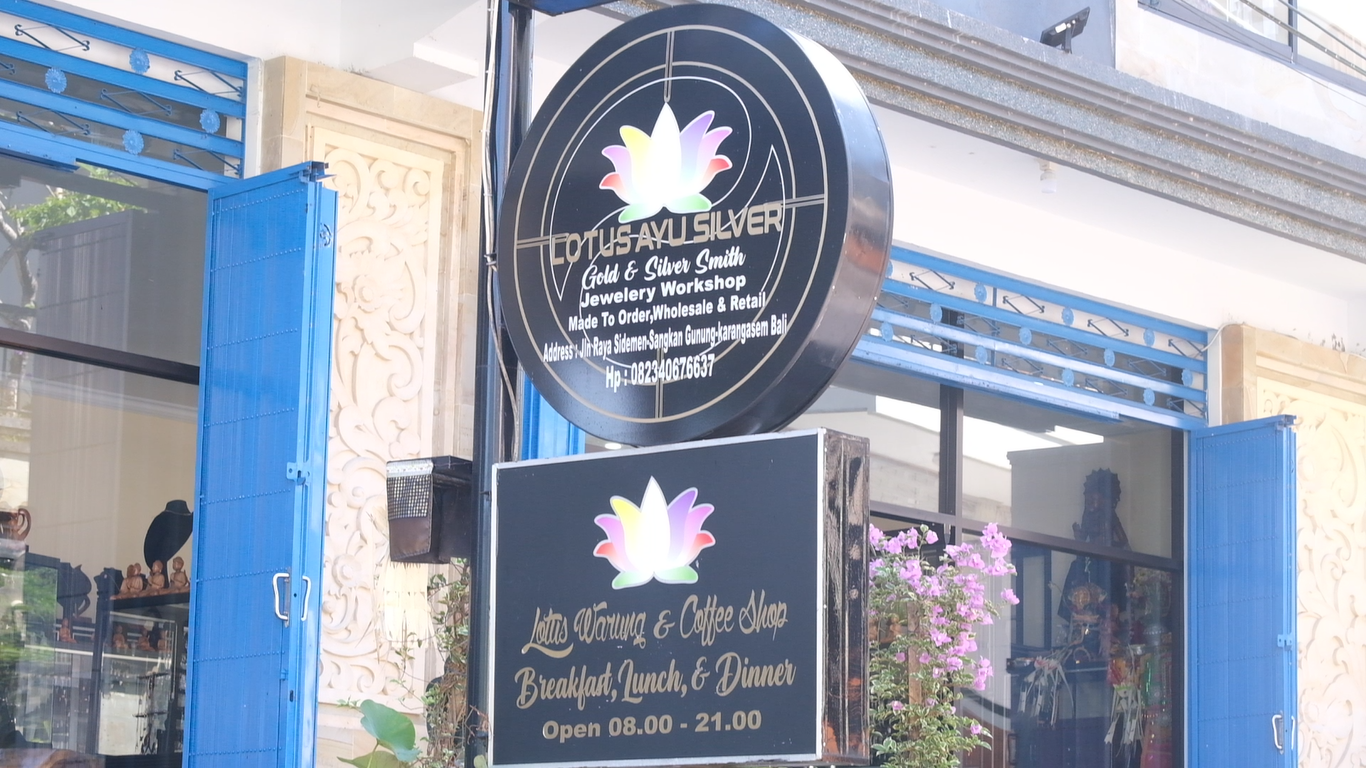 LOTUS AYU SILVER
Gold & Silver Smith
Jewelery Workshop
Made To Order,Wholesale & Retail
Address : Jln Raya Sidemen-Sangkan Gunung-karangasem Bali
Hp : 082340676637
Lotus Warung & Coffee Shop
Breakfast, Lunch, & Dinner
Open 08.00 - 21.00